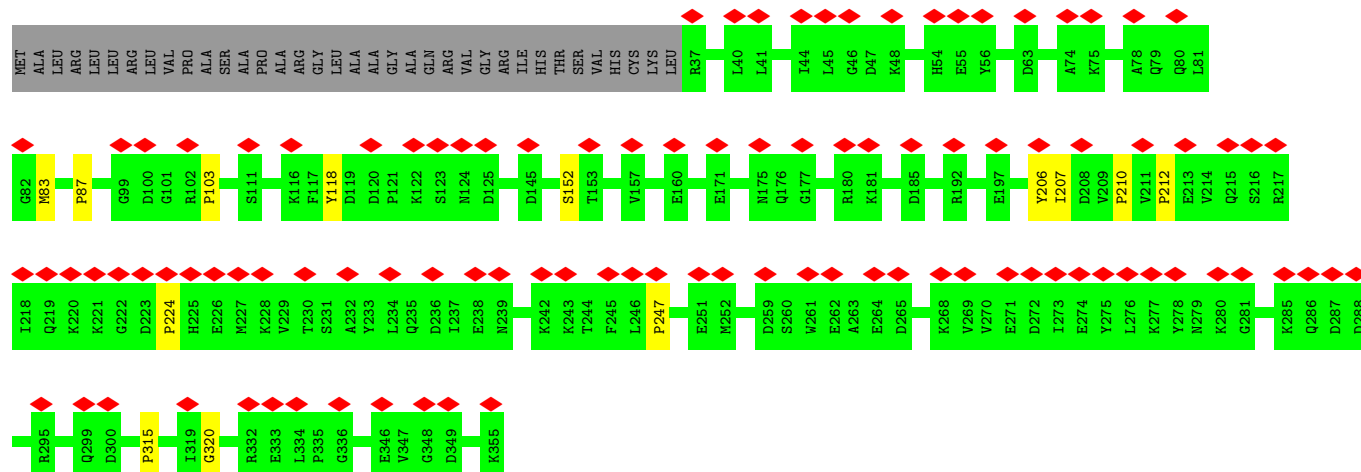 MET ALA LEU ARG LEU LEU ARG LEU VAL PRO ALA SER ALA PRO ALA ARG GLY LEU ALA ALA GLY ALA GLN ARG VAL GLY ARG ILE HIS THR SER VAL HIS CYS LYS LEU R37 L40 L41 I44 L45 G46 D47 K48 H54 E55 Y56 D63 A74 K75 A78 Q79 Q80 L81
G82 M83 P87 G99 D100 G101 R102 P103 S111 K116 F117 Y118 D119 D120 P121 K122 S123 N124 D125 D145 S152 T153 V157 E160 E171 N175 Q176 G177 R180 K181 D185 R192 E197 Y206 I207 D208 V209 P210 V211 P212 E213 V214 Q215 S216 R217
I218 Q219 K220 K221 G222 D223 P224 H225 E226 M227 K228 V229 T230 S231 A232 Y233 L234 Q235 D236 I237 E238 N239 K242 K243 T244 F245 L246 P247 E251 M252 D259 S260 W261 E262 A263 E264 D265 K268 V269 V270 E271 D272 I273 E274 Y275 L276 K277 Y278 N279 K280 G281 K285 Q286 D287 D288
R295 Q299 D300 P315 I319 G320 R332 E333 L334 P335 G336 E346 V347 G348 D349 K355